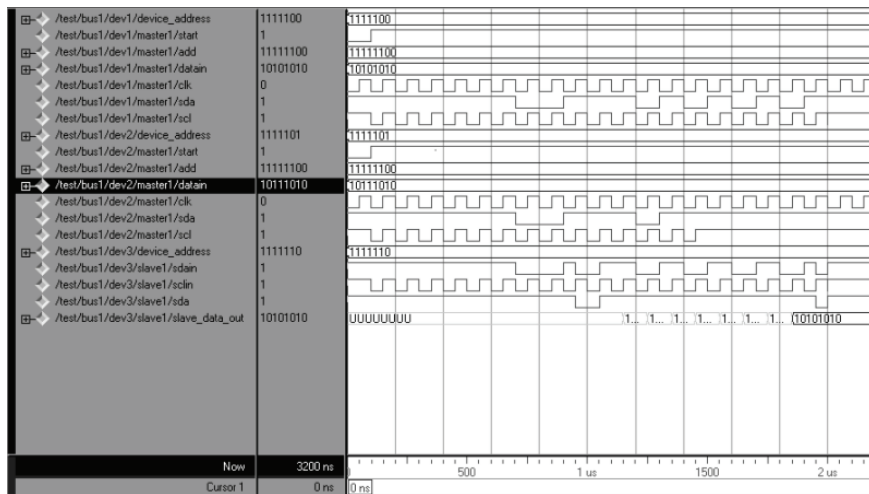 /test/bus1/dev1/device_address 1111100 1111100
/test/bus1/dev1/master1/start 1
/test/bus1/dev1/master1/add 11111100 11111100
/test/bus1/dev1/master1/datain 10101010 10101010
/test/bus1/dev1/master1/clk 0
/test/bus1/dev1/master1/sda 1
/test/bus1/dev1/master1/scl 1
/test/bus1/dev2/device_address 1111101 1111101
/test/bus1/dev2/master1/start 1
/test/bus1/dev2/master1/add 11111100 11111100
/test/bus1/dev2/master1/datain 10111010 10111010
/test/bus1/dev2/master1/clk 0
/test/bus1/dev2/master1/sda 1
/test/bus1/dev2/master1/scl 1
/test/bus1/dev3/device_address 1111110 1111110
/test/bus1/dev3/slave1/sdain 1
/test/bus1/dev3/slave1/sclin 1
/test/bus1/dev3/slave1/sda 1
/test/bus1/dev3/slave1/slave_data_out 10101010 UUUUUUUU 1... 1... 1... 1... 1... 1... 1... 10101010
Now 3200 ns 500 1 us 1500 2 us
Cursor 1 0 ns 0 ns